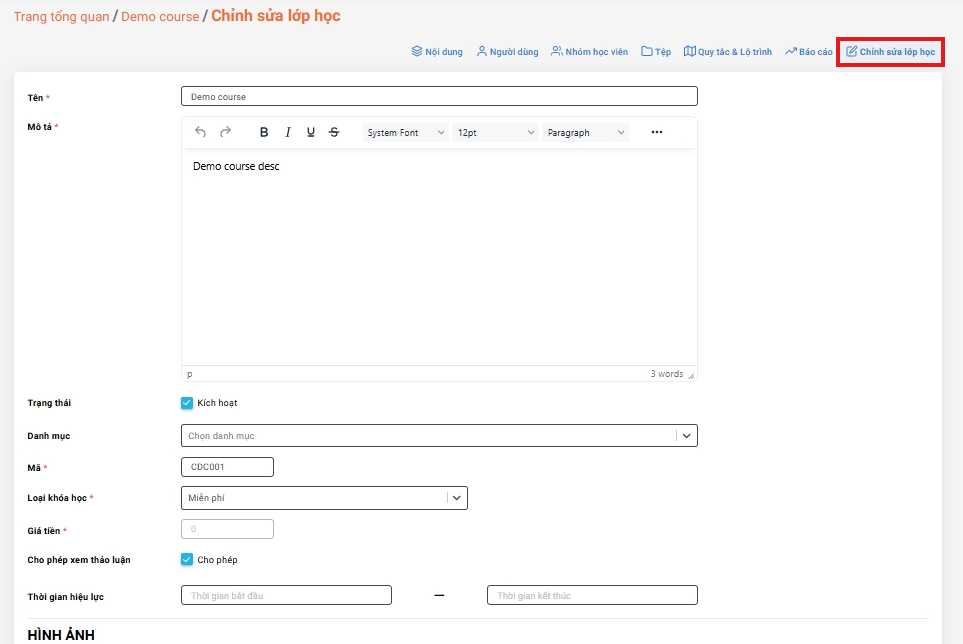 Trang tổng quan / Demo course / Chỉnh sửa lớp học
Nội dung Người dùng Nhóm học viên Tệp Quy tắc & Lộ trình Báo cáo Chỉnh sửa lớp học
Tên * Demo course
Mô tả *
B I U S System Font 12pt Paragraph ...
Demo course desc
p 3 words
Trạng thái Kích hoạt
Danh mục Chọn danh mục
Mã * CDC001
Loại khóa học * Miễn phí
Giá tiền * 0
Cho phép xem thảo luận Cho phép
Thời gian hiệu lực Thời gian bắt đầu — Thời gian kết thúc
HÌNH ẢNH